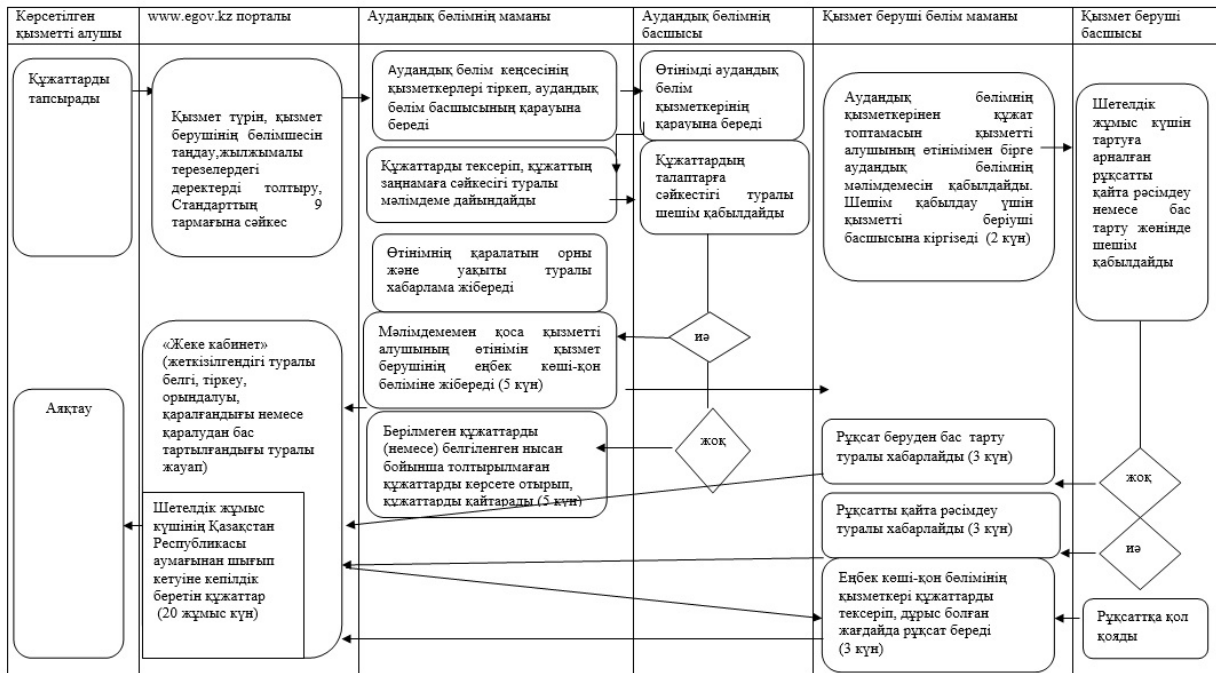 Көрсетілген
қызметті алушы
www.egov.kz порталы
Аудандық бөлімнің маманы
Аудандық бөлімнің
басшысы
Қызмет беруші бөлім маманы
Қызмет беруші
басшысы
Құжаттарды
тапсырады
Қызмет түрін, қызмет
берушінің бөлімшесін
таңдау,жылжымалы
терезелердегі
деректерді толтыру,
Стандарттың 9
тармағына сәйкес
Аудандық бөлім кеңсесінің
қызметкерлері тіркеп, аудандық
бөлім басшысының қарауына
береді
Өтінімді аудандық
бөлім
қызметкерінің
қарауына береді
Аудандық бөлімнің
қызметкерінен құжат
топтамасын қызметті
алушының өтінімімен бірге
аудандық бөлімнің
мәлімдемесін қабылдайды.
Шешім қабылдау үшін
қызметті беріуші
басшысына кіргізеді (2 күн)
Шетелдік
жұмыс күшін
тартуға
арналған
рұқсатты
қайта рәсімдеу
немесе бас
тарту жөнінде
шешім
қабылдайды
Құжаттарды тексеріп, құжаттың
заңнамаға сәйкесігі туралы
мәлімдеме дайындайды
Құжаттардың
талаптарға
сәйкестігі туралы
шешім қабылдайды
Өтінімнің қаралатын орны
және уақыты туралы
хабарлама жібереді
Мәлімдемемен қоса қызметті
алушының өтінімін қызмет
берушінің еңбек көші-қон
бөліміне жібереді (5 күн)
иә
«Жеке кабинет»
(жеткізілгендігі туралы
белгі, тіркеу,
орындалуы,
қаралғандығы немесе
қаралудан бас
тартылғандығы туралы
жауап)
Аяқтау
Берілмеген құжаттарды
(немесе) белгіленген нысан
бойынша толтырылмаған
құжаттарды көрсете отырып,
құжаттарды қайтарады (5 күн)
жоқ
Рұқсат беруден бас тарту
туралы хабарлайды (3 күн)
жоқ
Шетелдік жұмыс
күшінің Қазақстан
Республикасы
аумағынан шығып
кетуіне кепілдік
беретін құжаттар
(20 жұмыс күн)
Рұқсатты қайта рәсімдеу
туралы хабарлайды (3 күн)
иә
Еңбек көші-қон бөлімінің
қызметкері құжаттарды
тексеріп, дұрыс болған
жағдайда рұқсат береді
(3 күн)
Рұқсаттқа қол
қояды